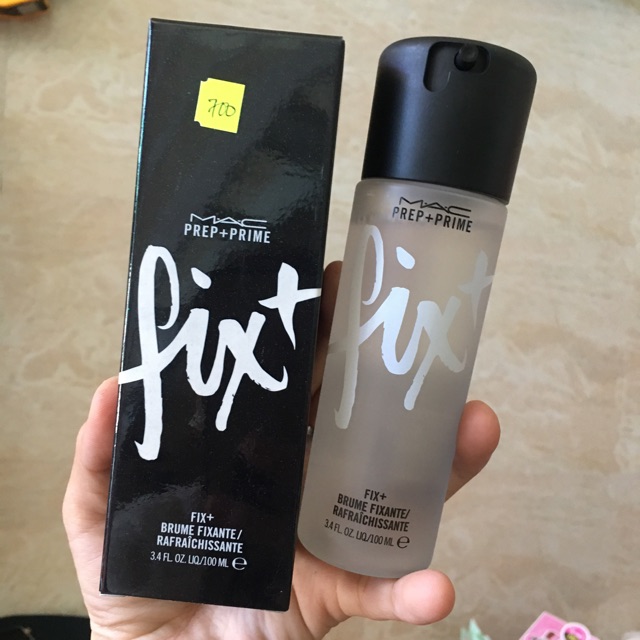 700
MAC
PREP+PRIME
fix+
FIX+
BRUME FIXANTE/
RAFRAÎCHISSANTE
3.4 FL. OZ. LIQ/100 ML ℮
MAC
PREP+PRIME
fix+
FIX+
BRUME FIXANTE/
RAFRAÎCHISSANTE
3.4 FL. OZ. LIQ/100 ML ℮